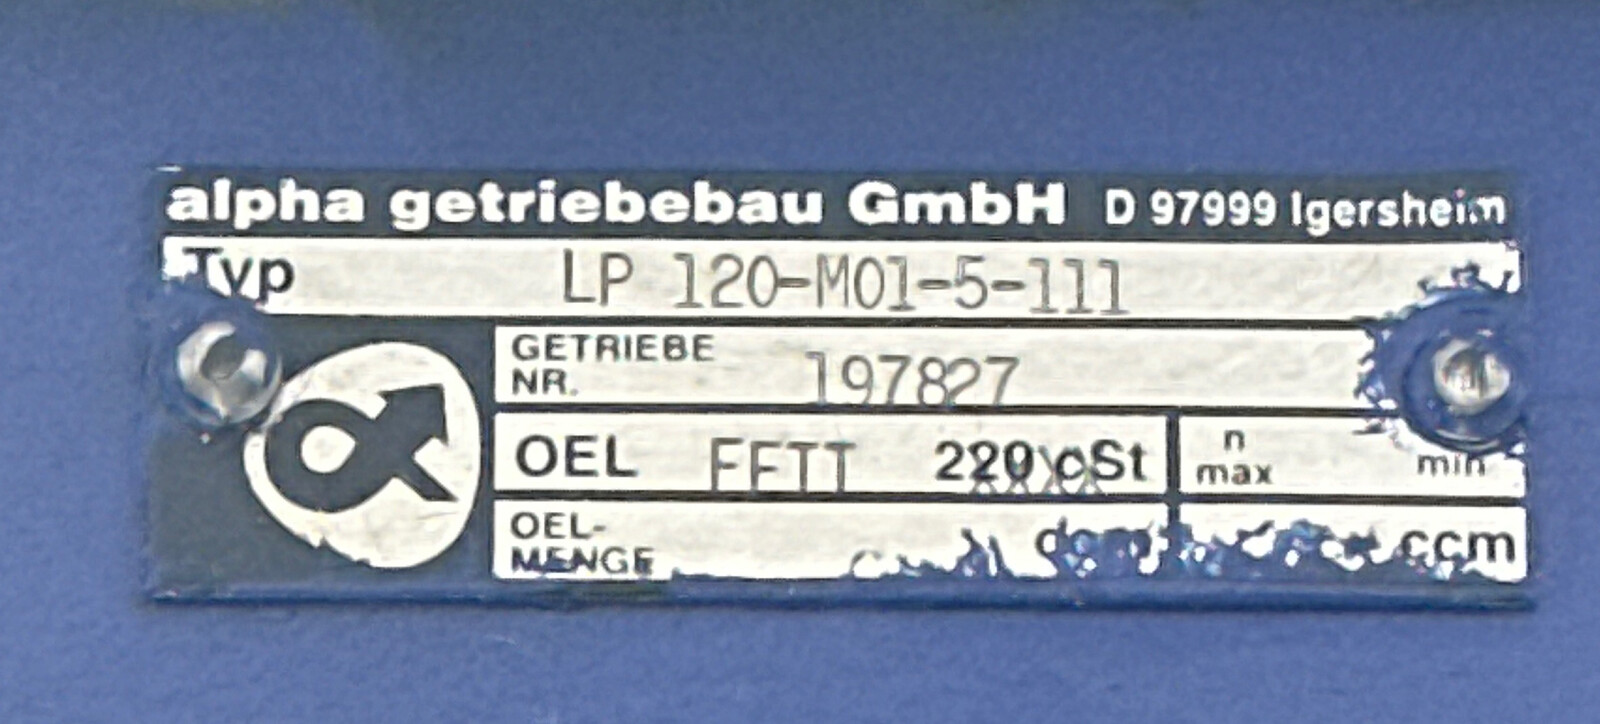 alpha getriebebau GmbH D 97999 Igersheim
Typ LP 120-M01-5-111
GETRIEBE NR. 197827
OEL FETT 220 cSt n max min
OEL-MENGE ccm